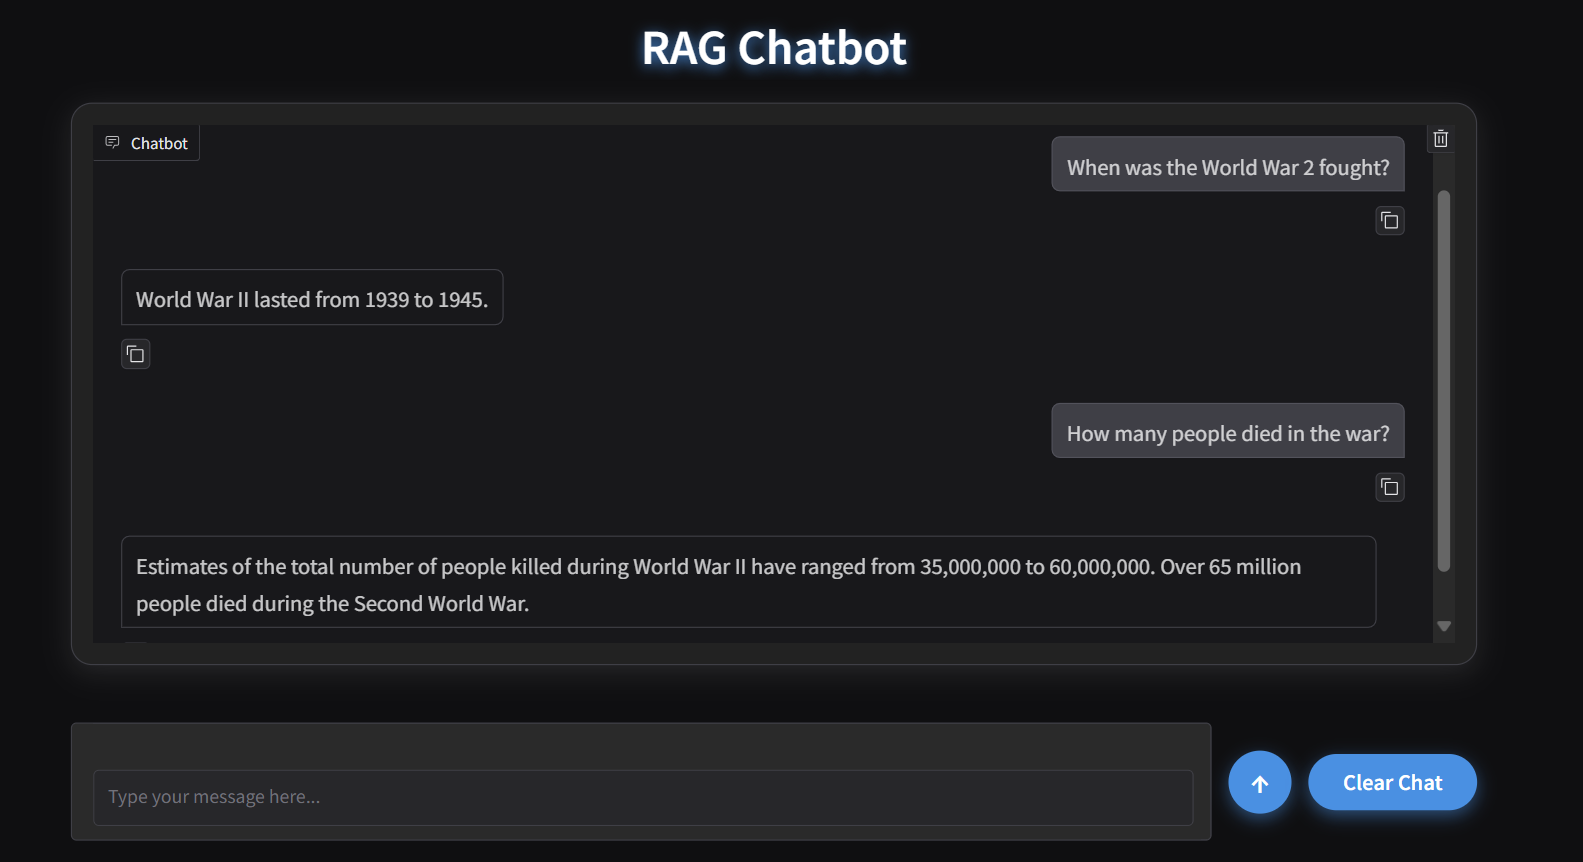 RAG Chatbot
Chatbot
When was the World War 2 fought?
World War II lasted from 1939 to 1945.
How many people died in the war?
Estimates of the total number of people killed during World War II have ranged from 35,000,000 to 60,000,000. Over 65 million
people died during the Second World War.
Type your message here...
Clear Chat